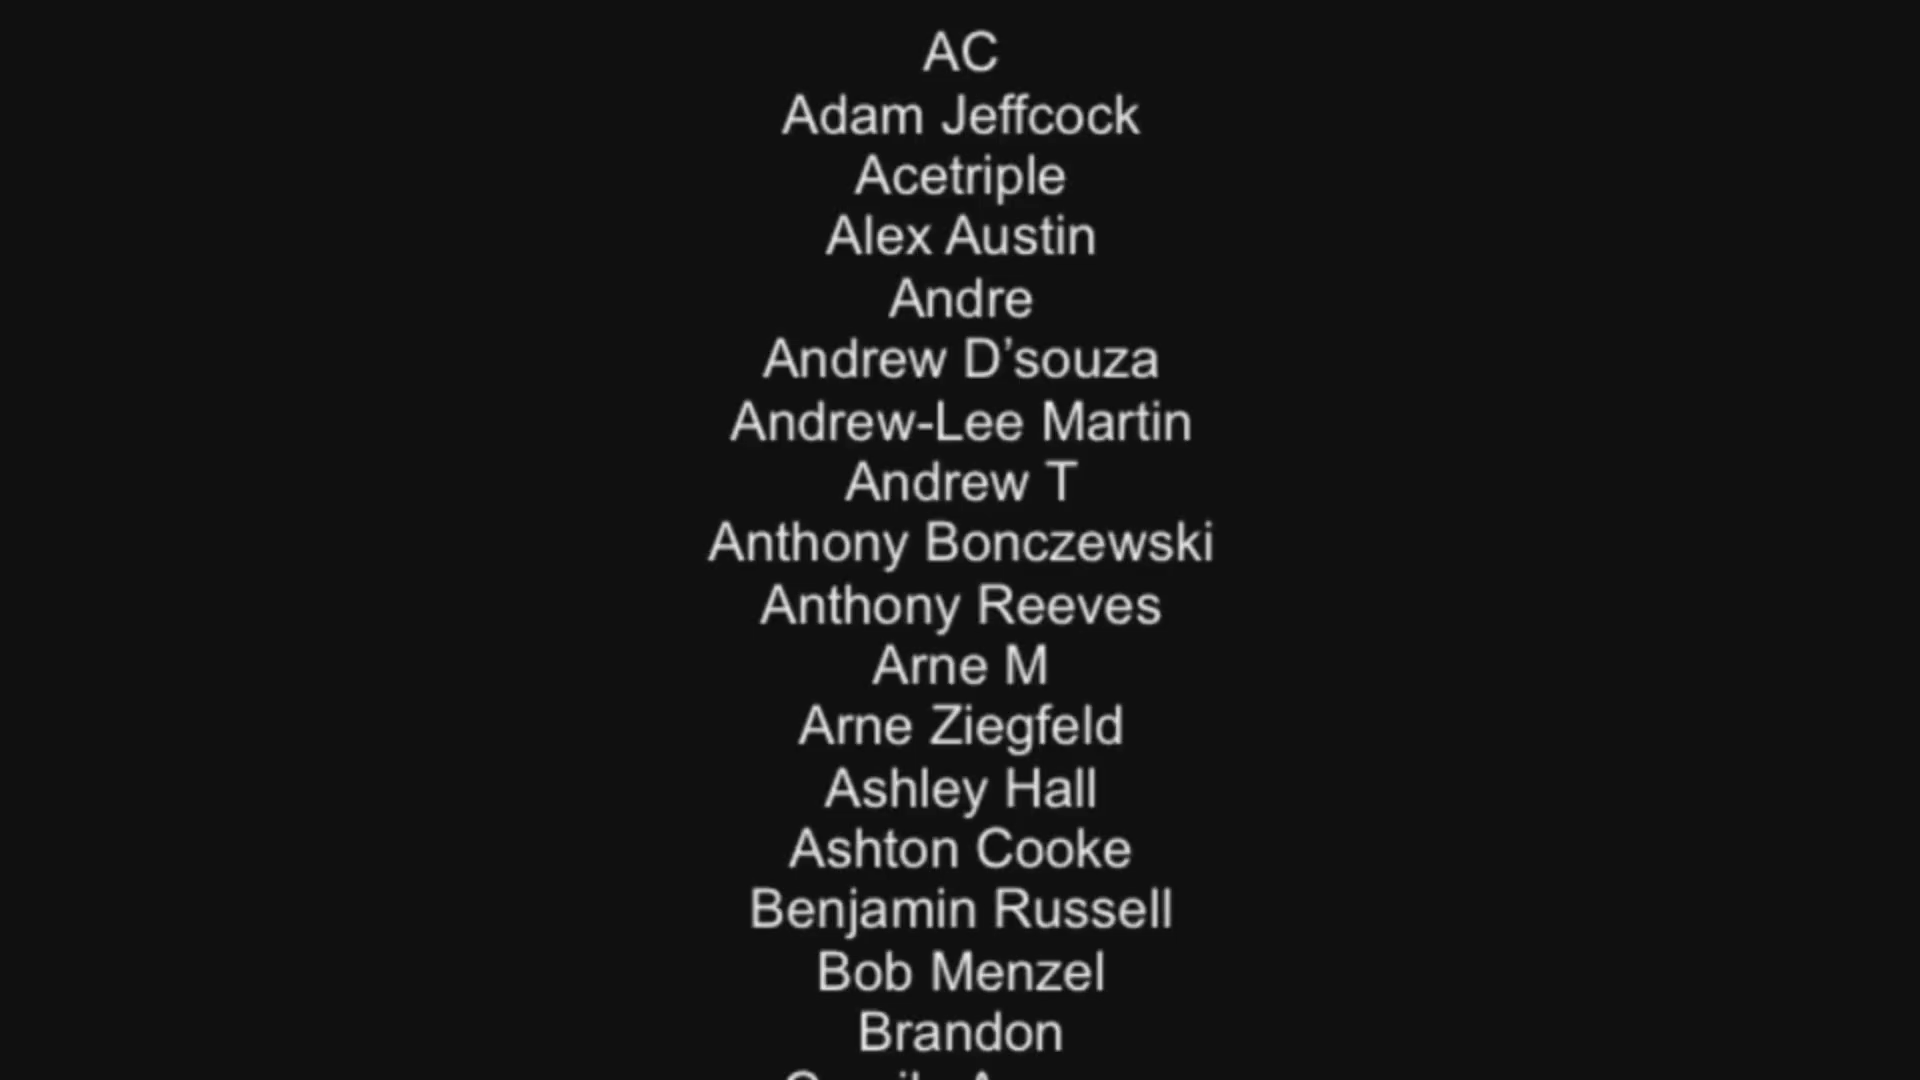 AC
Adam Jeffcock
Acetriple
Alex Austin
Andre
Andrew D’souza
Andrew-Lee Martin
Andrew T
Anthony Bonczewski
Anthony Reeves
Arne M
Arne Ziegfeld
Ashley Hall
Ashton Cooke
Benjamin Russell
Bob Menzel
Brandon